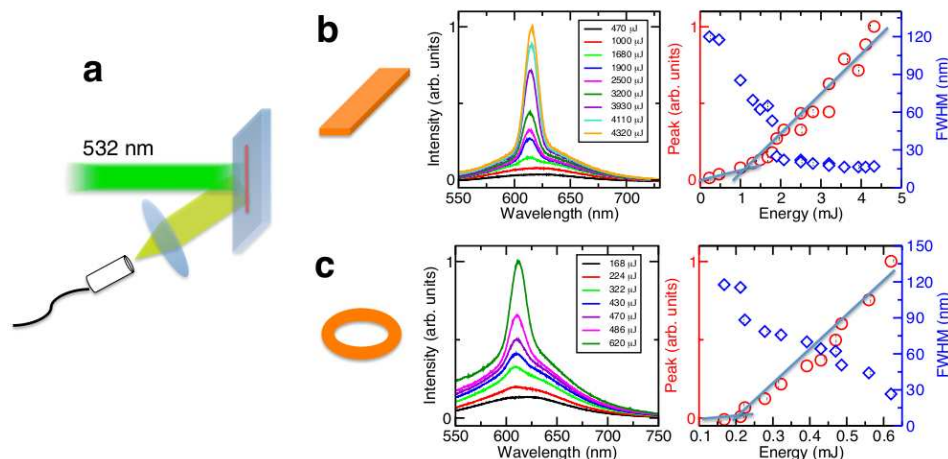 a
532 nm
b
Intensity (arb. units)
1
0
550 600 650 700
Wavelength (nm)
470 µJ
1000 µJ
1680 µJ
1900 µJ
2500 µJ
3200 µJ
3930 µJ
4110 µJ
4320 µJ
Peak (arb. units)
1
0
0 1 2 3 4 5
Energy (mJ)
120
90
60
30
0
FWHM (nm)
c
Intensity (arb. units)
1
0
550 600 650 700 750
Wavelength (nm)
168 µJ
224 µJ
322 µJ
430 µJ
470 µJ
486 µJ
620 µJ
Peak (arb. units)
1
0
0.1 0.2 0.3 0.4 0.5 0.6
Energy (mJ)
150
120
90
60
30
0
FWHM (nm)